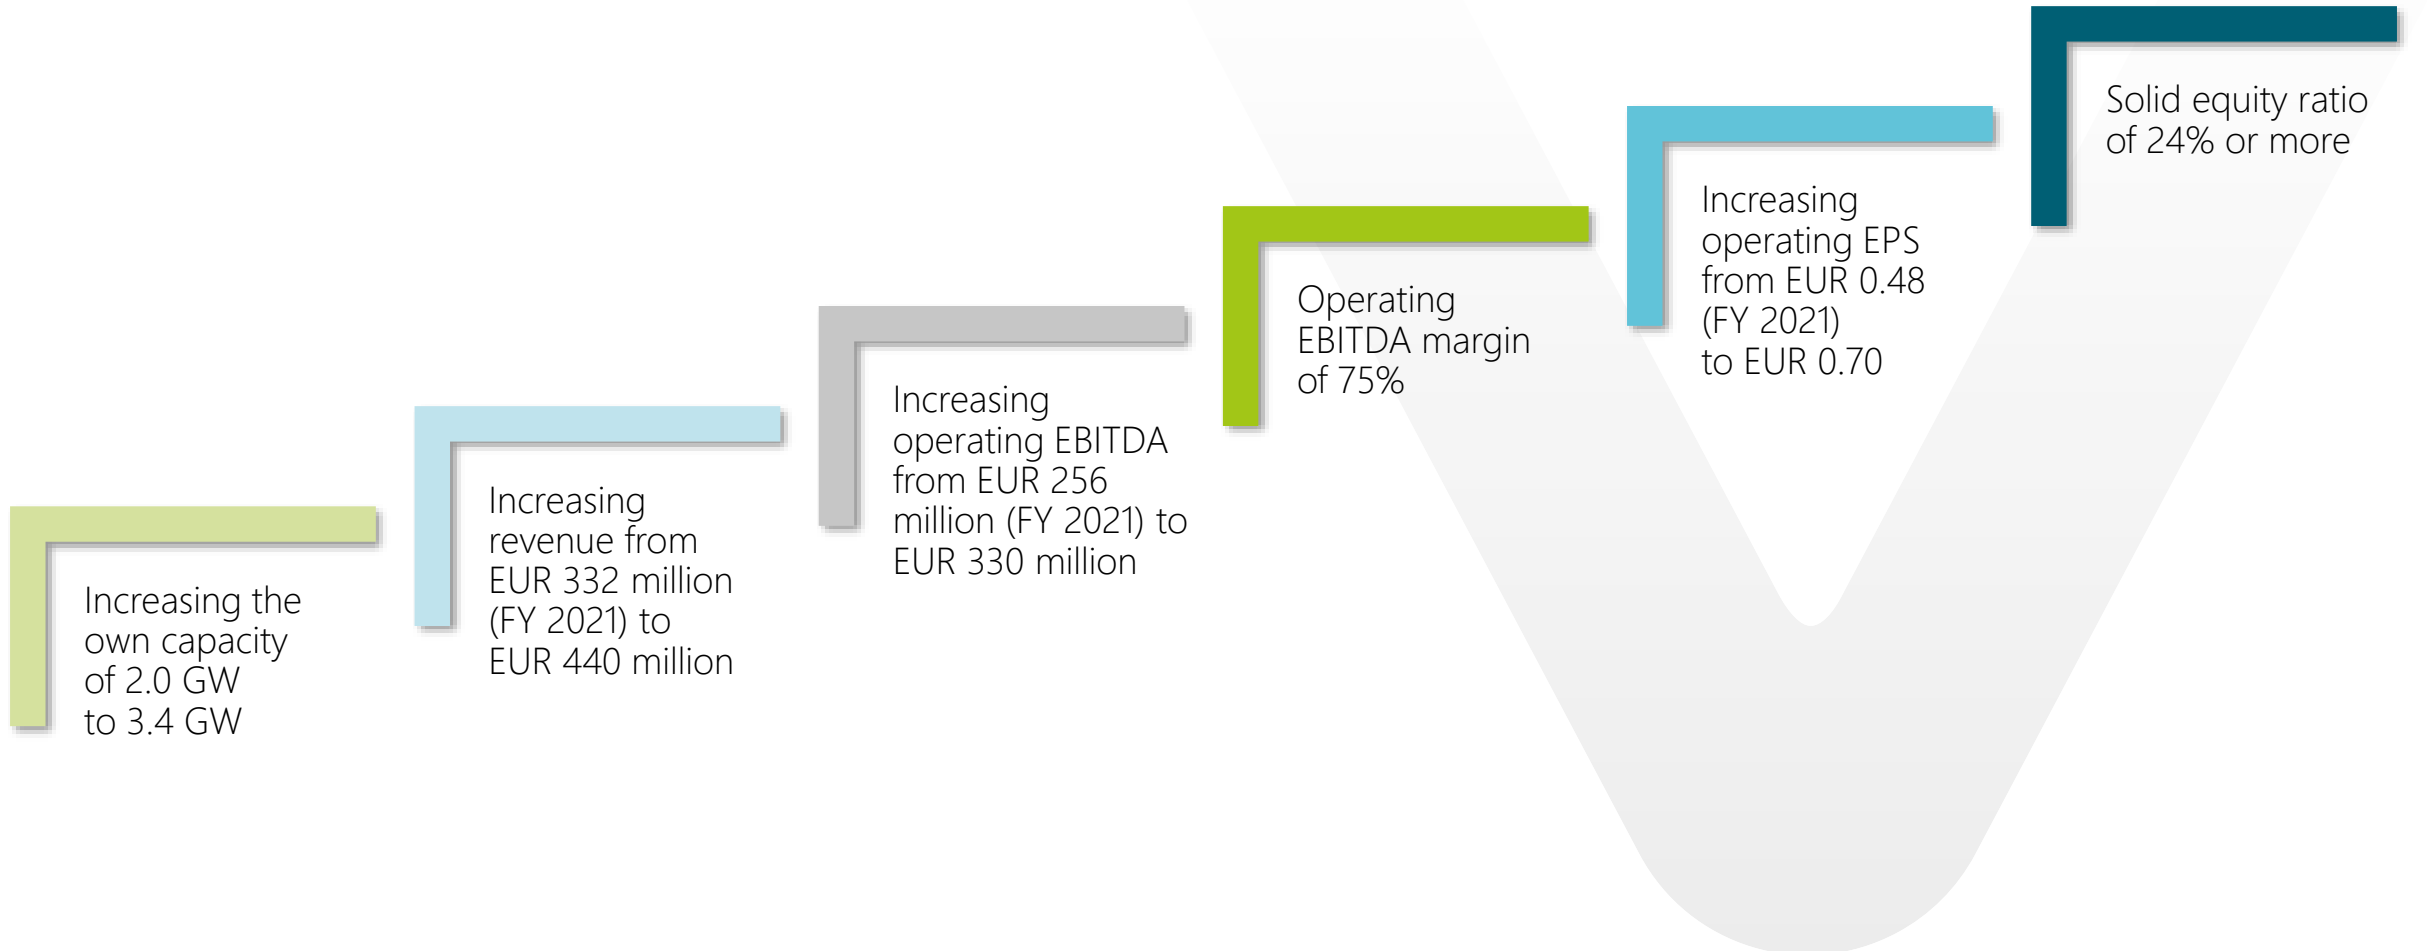 Increasing the
own capacity
of 2.0 GW
to 3.4 GW
Increasing
revenue from
EUR 332 million
(FY 2021) to
EUR 440 million
Increasing
operating EBITDA
from EUR 256
million (FY 2021) to
EUR 330 million
Operating
EBITDA margin
of 75%
Increasing
operating EPS
from EUR 0.48
(FY 2021)
to EUR 0.70
Solid equity ratio
of 24% or more